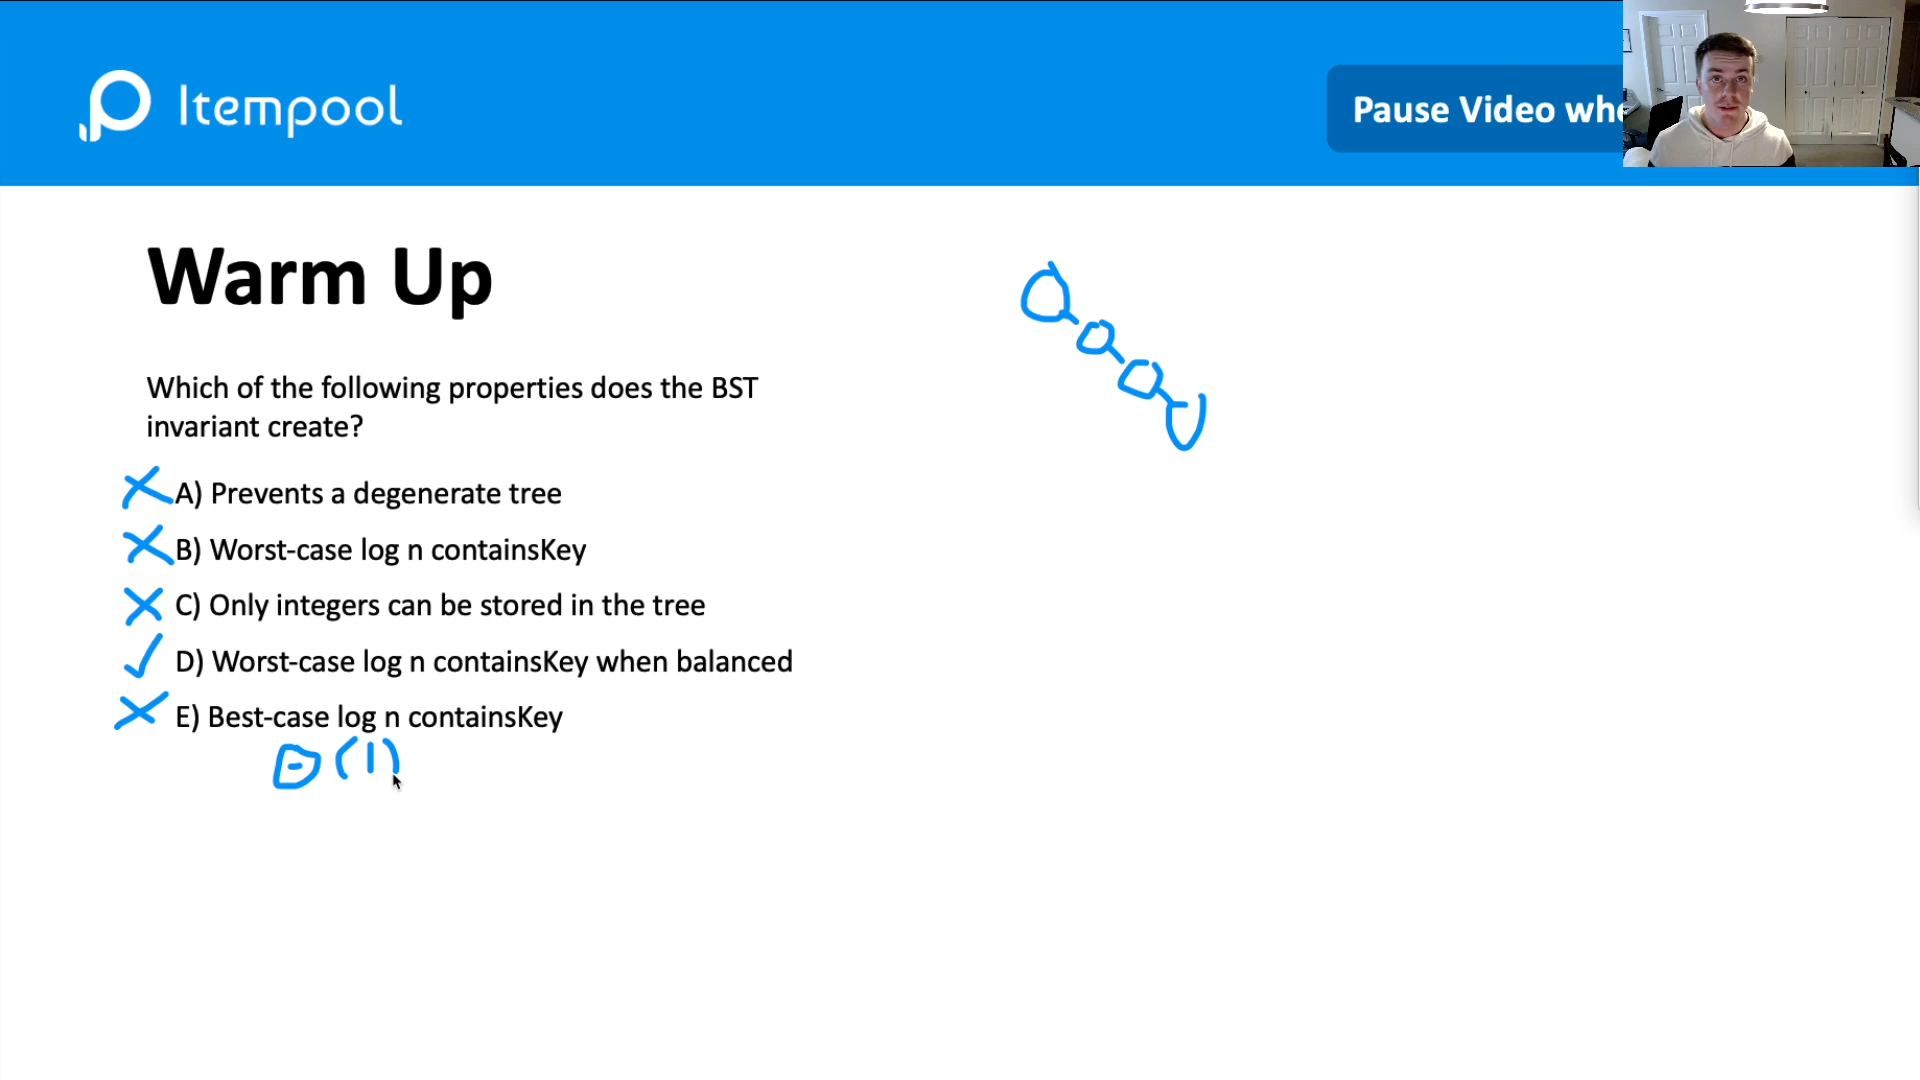 Itempool
Pause Video whe
Warm Up
Which of the following properties does the BST
invariant create?
A) Prevents a degenerate tree
B) Worst-case log n containsKey
C) Only integers can be stored in the tree
D) Worst-case log n containsKey when balanced
E) Best-case log n containsKey
Θ(1)